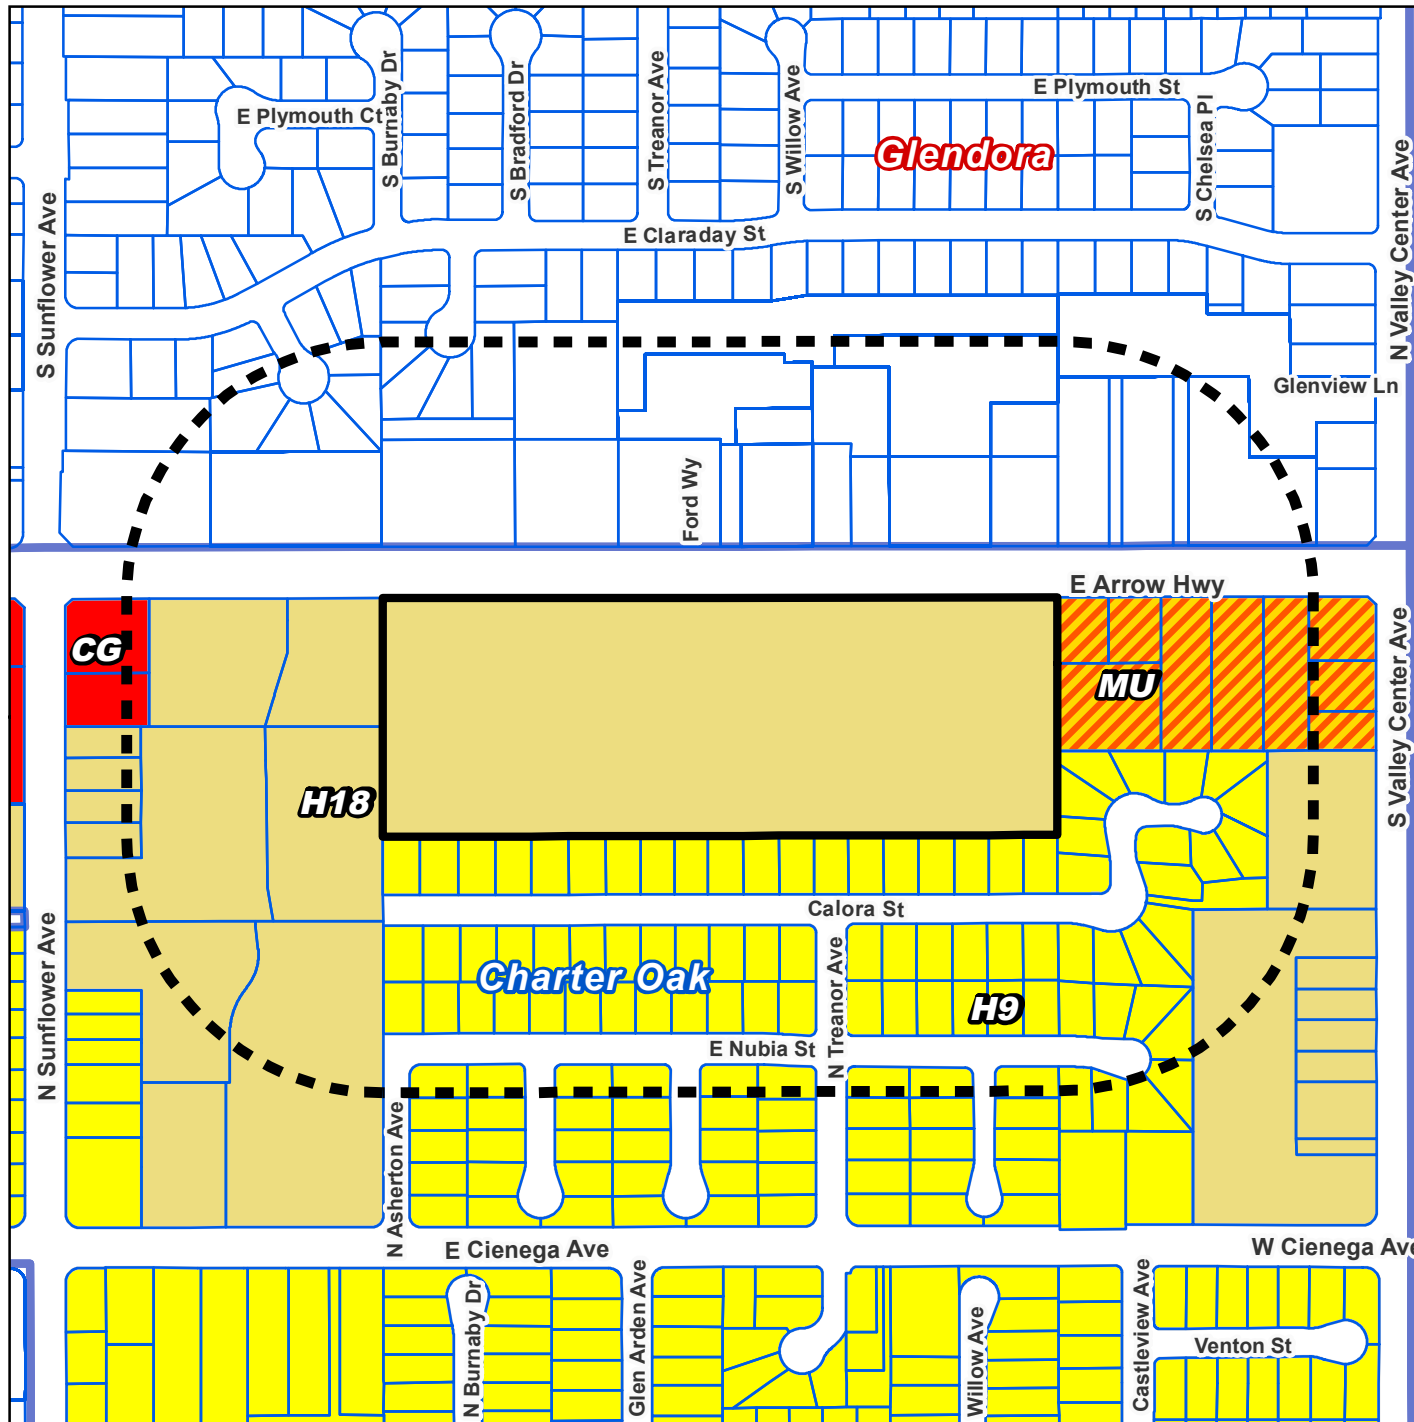 E Plymouth St
E Plymouth Ct
S Burnaby Dr
S Bradford Dr
S Treanor Ave
S Willow Ave
Glendora
S Chelsea Pl
N Valley Center Ave
S Sunflower Ave
E Claraday St
Glenview Ln
Ford Wy
E Arrow Hwy
CG
MU
S Valley Center Ave
H18
Calora St
N Sunflower Ave
Charter Oak
N Treanor Ave
H9
E Nubia St
N Asherton Ave
E Cienega Ave
W Cienega Ave
N Burnaby Dr
Glen Arden Ave
Willow Ave
Castleview Ave
Venton St